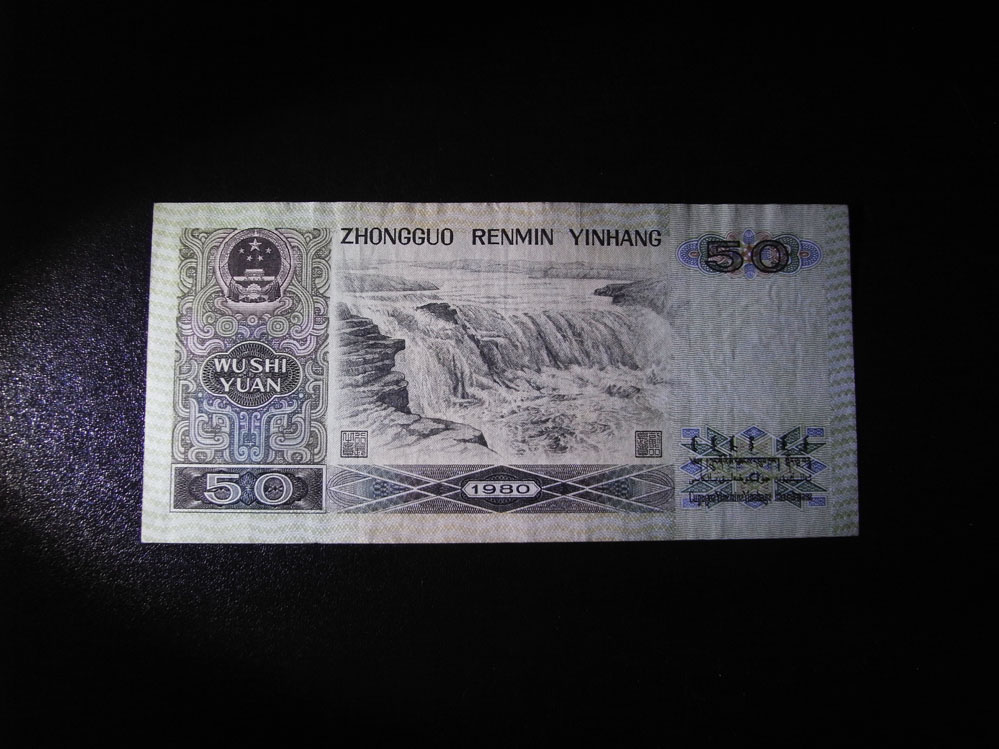 ZHONGGUO RENMIN YINHANG
50
WU SHI
YUAN
50
1980